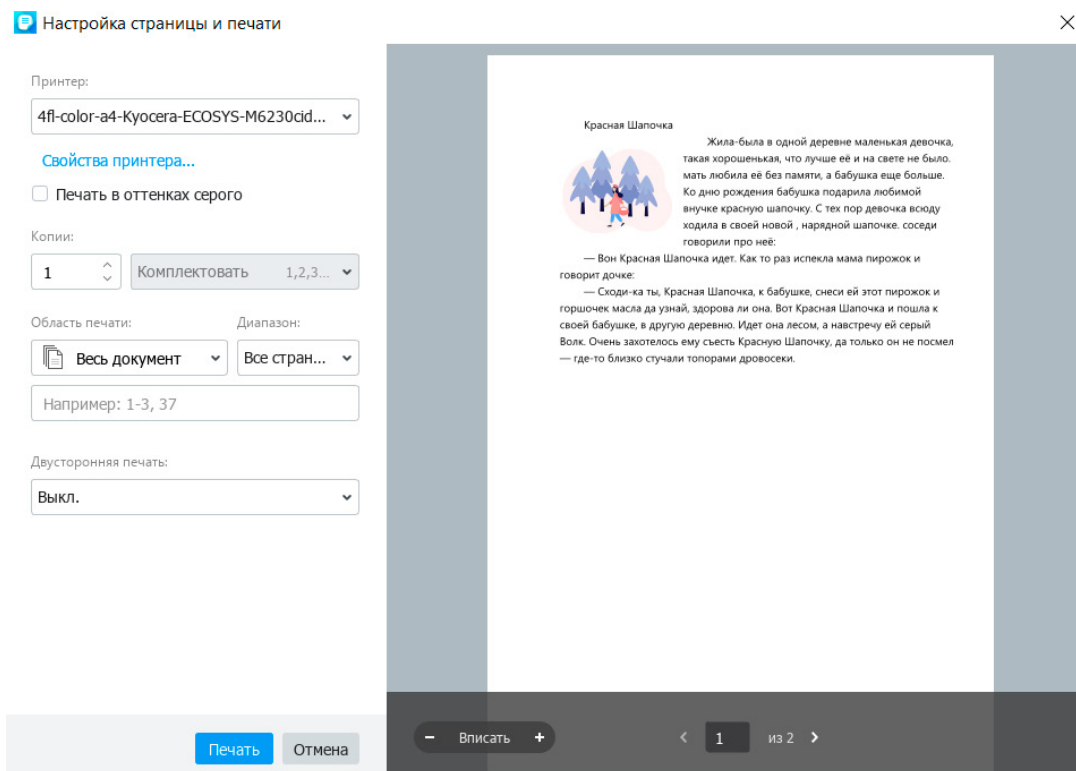 Настройка страницы и печати
Принтер:
4fl-color-a4-Kyocera-ECOSYS-M6230cid...
Свойства принтера...
Печать в оттенках серого
Копии:
1
Комплектовать 1,2,3...
Область печати: Диапазон:
Весь документ Все стран...
Например: 1-3, 37
Двусторонняя печать:
Выкл.
Печать Отмена
Красная Шапочка
Жила-была в одной деревне маленькая девочка,
такая хорошенькая, что лучше её и на свете не было.
мать любила её без памяти, а бабушка еще больше.
Ко дню рождения бабушка подарила любимой
внучке красную шапочку. С тех пор девочка всюду
ходила в своей новой , нарядной шапочке. соседи
говорили про неё:
— Вон Красная Шапочка идет. Как то раз испекла мама пирожок и
говорит дочке:
— Сходи-ка ты, Красная Шапочка, к бабушке, снеси ей этот пирожок и
горшочек масла да узнай, здорова ли она. Вот Красная Шапочка и пошла к
своей бабушке, в другую деревню. Идет она лесом, а навстречу ей серый
Волк. Очень захотелось ему съесть Красную Шапочку, да только он не посмел
— где-то близко стучали топорами дровосеки.
− Вписать +
1 из 2